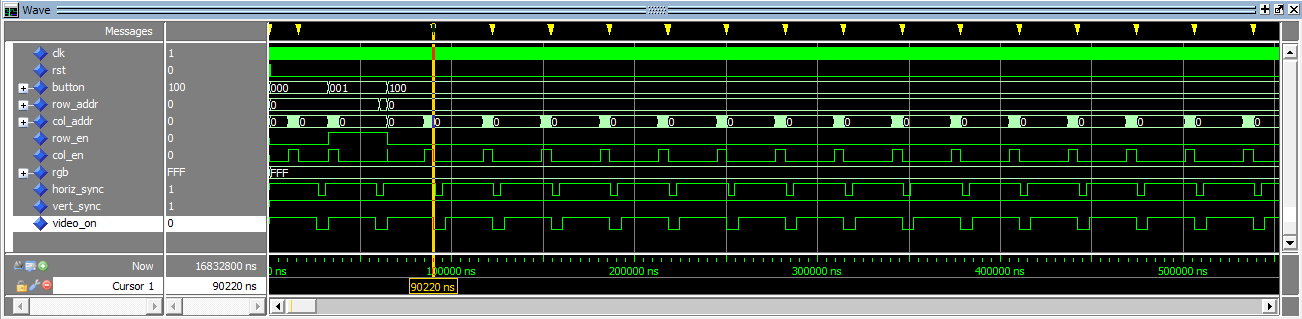 Wave
Messages
clk 1
rst 0
button 100 000 001 100
row_addr 0 0 0
col_addr 0 0 0 0 0 0 0 0 0 0 0 0 0 0 0 0 0 0 0
row_en 0
col_en 0
rgb FFF FFF
horiz_sync 1
vert_sync 1
video_on 0
Now 16832800 ns ns 100000 ns 200000 ns 300000 ns 400000 ns 500000 ns
Cursor 1 90220 ns 90220 ns